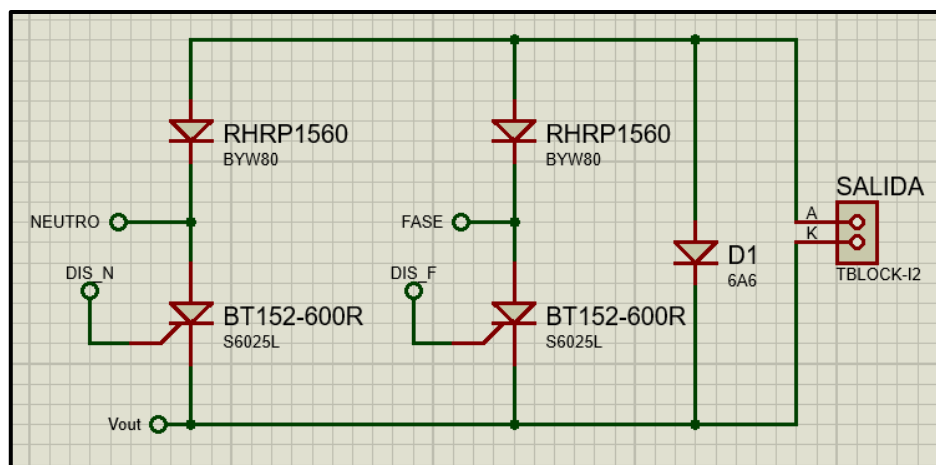 RHRP1560
BYW80
RHRP1560
BYW80
NEUTRO
FASE
SALIDA
A
K
TBLOCK-I2
DIS_N
DIS_F
D1
6A6
BT152-600R
S6025L
BT152-600R
S6025L
Vout